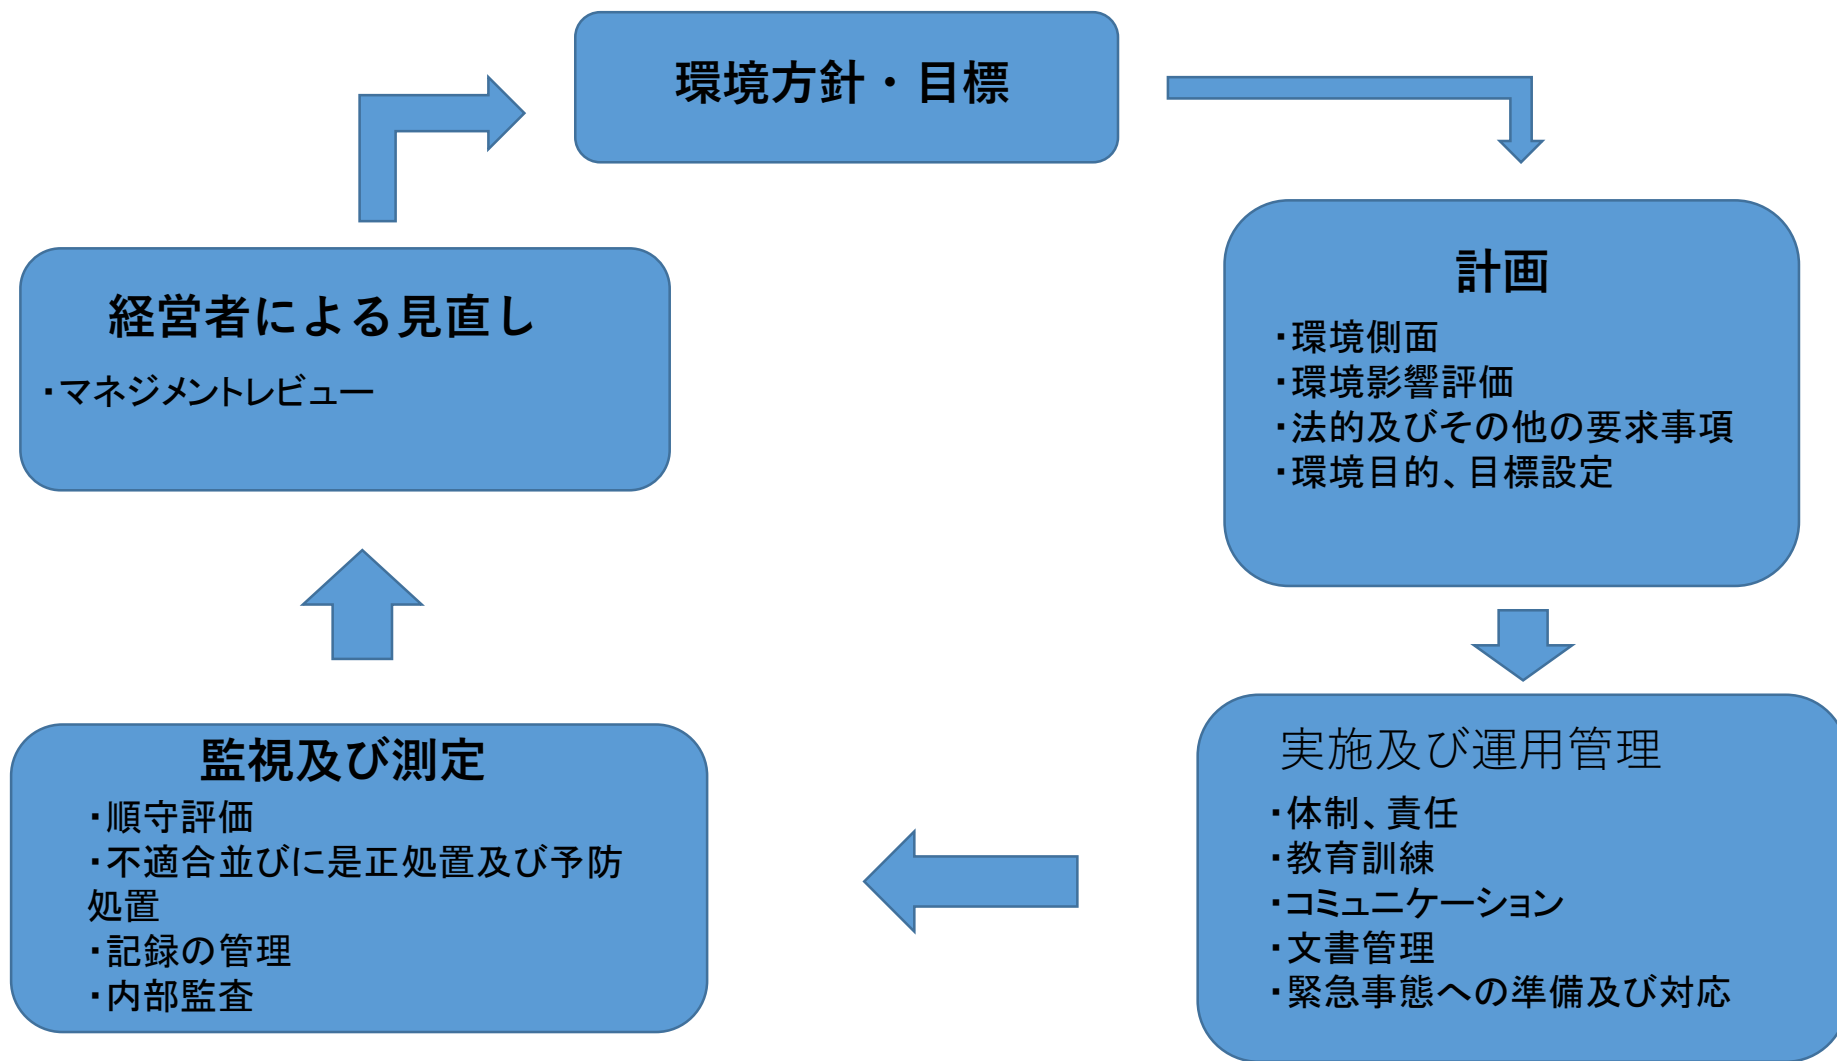 環境方針・目標
計画
・環境側面
・環境影響評価
・法的及びその他の要求事項
・環境目的、目標設定
実施及び運用管理
・体制、責任
・教育訓練
・コミュニケーション
・文書管理
・緊急事態への準備及び対応
監視及び測定
・順守評価
・不適合並びに是正処置及び予防
処置
・記録の管理
・内部監査
経営者による見直し
・マネジメントレビュー